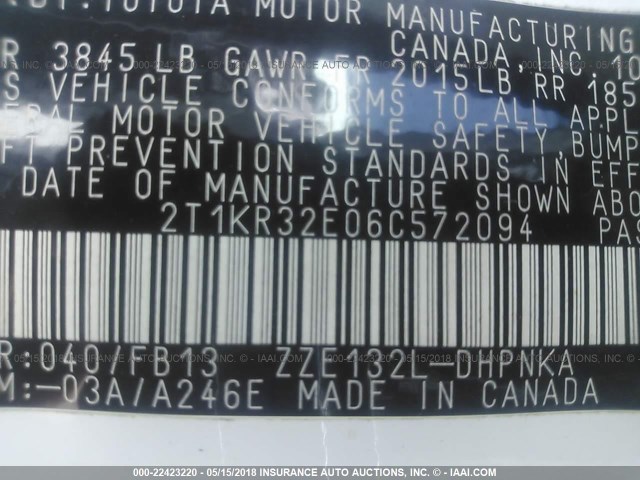 TOYOTA MOTOR MANUFACTURING
CANADA, INC. 10
R 3845 LB GAWR FR 2015LB RR 185
S VEHICLE CONFORMS TO ALL APPL
ERAL MOTOR VEHICLE SAFETY, BUMP
FT PREVENTION STANDARDS IN EFF
DATE OF MANUFACTURE SHOWN ABO
2T1KR32E06C572094 PAS
R:040/FB13 ZZE132L-DHPNKA
M:-03A/A246E MADE IN CANADA
000-22423220 - 05/15/2018 INSURANCE AUTO AUCTIONS, INC. - © IAAI.COM